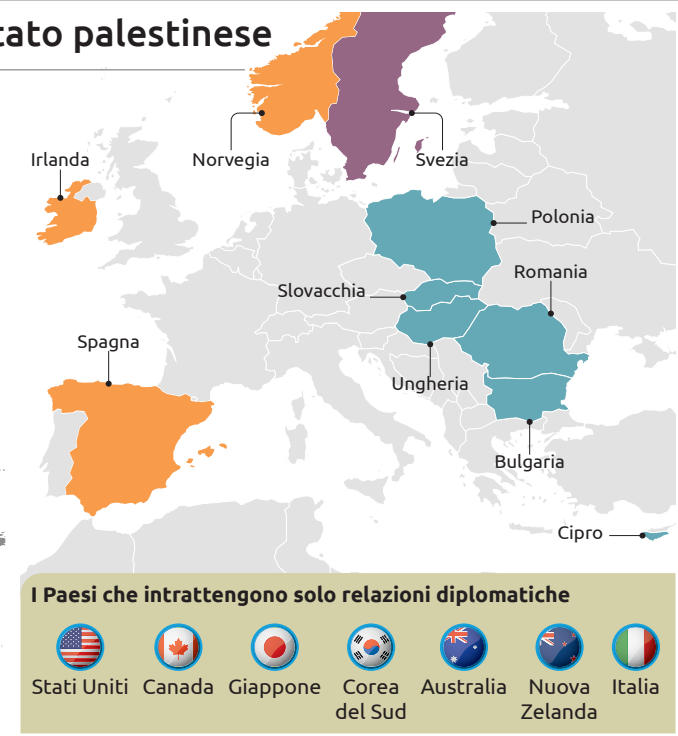 tato palestinese
Norvegia
Svezia
Irlanda
Polonia
Romania
Slovacchia
Spagna
Ungheria
Bulgaria
Cipro
I Paesi che intrattengono solo relazioni diplomatiche
Stati Uniti
Canada
Giappone
Corea
del Sud
Australia
Nuova
Zelanda
Italia